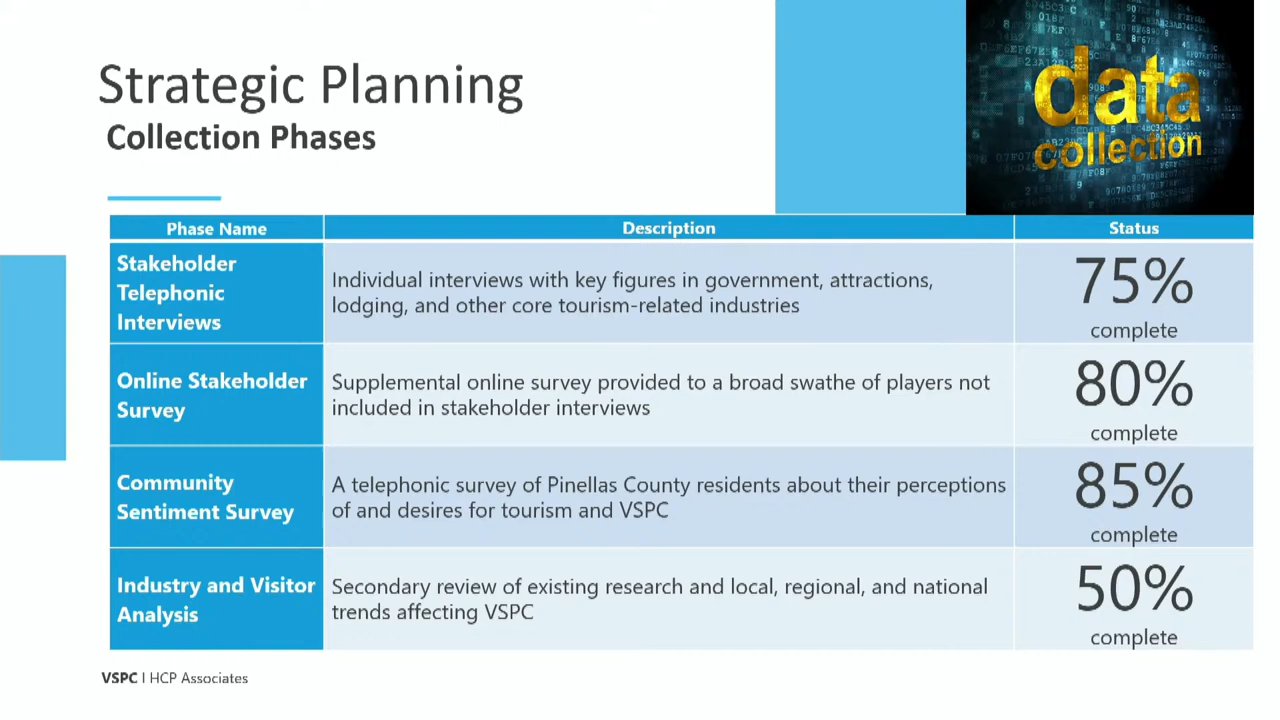 Strategic Planning
Collection Phases
data
collection
Phase Name
Description
Status
Stakeholder
Telephonic
Interviews
Individual interviews with key figures in government, attractions,
lodging, and other core tourism-related industries
75%
complete
Online Stakeholder
Survey
Supplemental online survey provided to a broad swathe of players not
included in stakeholder interviews
80%
complete
Community
Sentiment Survey
A telephonic survey of Pinellas County residents about their perceptions
of and desires for tourism and VSPC
85%
complete
Industry and Visitor
Analysis
Secondary review of existing research and local, regional, and national
trends affecting VSPC
50%
complete
VSPC | HCP Associates